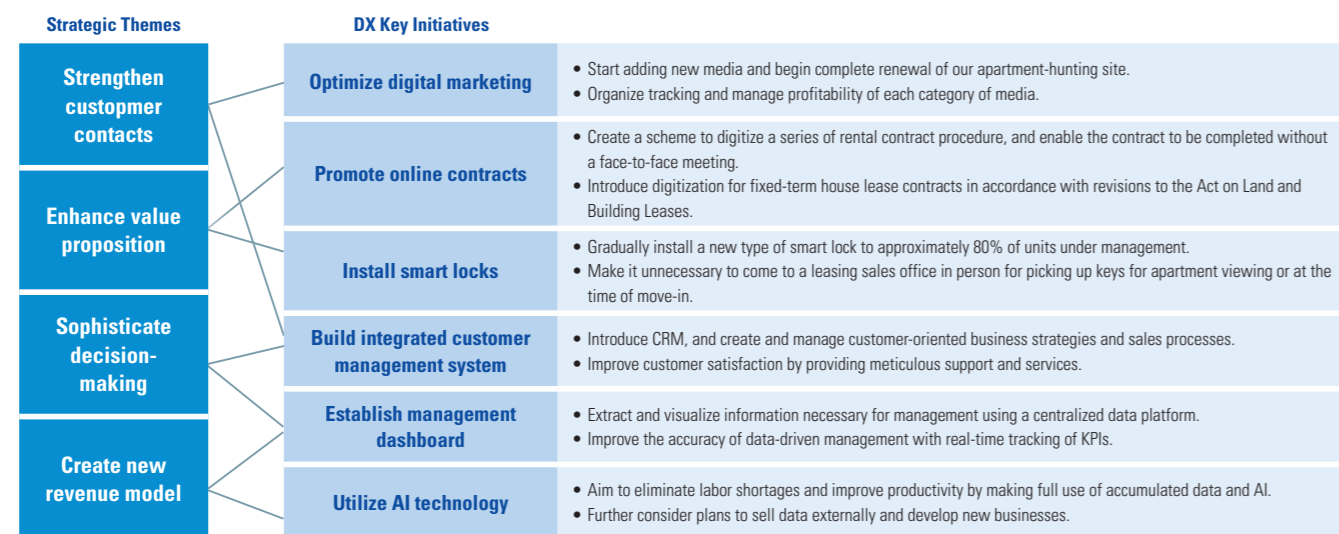 Strategic Themes
DX Key Initiatives
Strengthen
custopmer
contacts
Enhance value
proposition
Sophisticate
decision-
making
Create new
revenue model
Optimize digital marketing
• Start adding new media and begin complete renewal of our apartment-hunting site.
• Organize tracking and manage profitability of each category of media.
Promote online contracts
• Create a scheme to digitize a series of rental contract procedure, and enable the contract to be completed without
a face-to-face meeting.
• Introduce digitization for fixed-term house lease contracts in accordance with revisions to the Act on Land and
Building Leases.
Install smart locks
• Gradually install a new type of smart lock to approximately 80% of units under management.
• Make it unnecessary to come to a leasing sales office in person for picking up keys for apartment viewing or at the
time of move-in.
Build integrated customer
management system
• Introduce CRM, and create and manage customer-oriented business strategies and sales processes.
• Improve customer satisfaction by providing meticulous support and services.
Establish management
dashboard
• Extract and visualize information necessary for management using a centralized data platform.
• Improve the accuracy of data-driven management with real-time tracking of KPIs.
Utilize AI technology
• Aim to eliminate labor shortages and improve productivity by making full use of accumulated data and AI.
• Further consider plans to sell data externally and develop new businesses.